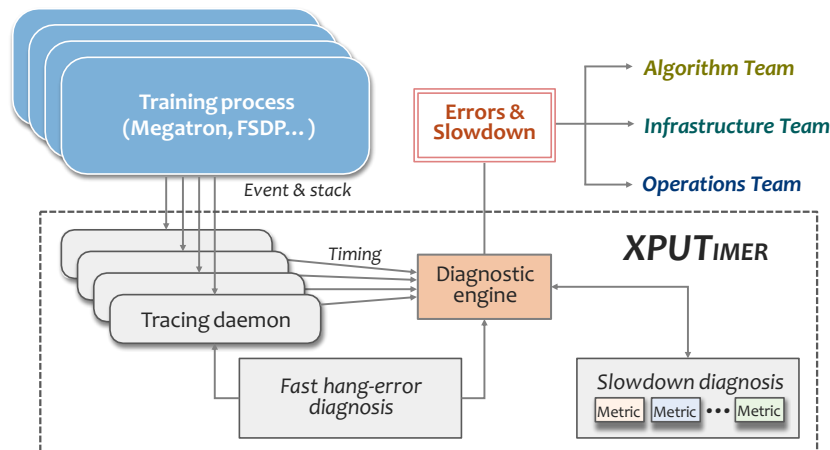 Training process
(Megatron, FSDP...)
Errors &
Slowdown
Algorithm Team
Infrastructure Team
Operations Team
Event & stack
XPUTIMER
Timing
Diagnostic
engine
Tracing daemon
Fast hang-error
diagnosis
Slowdown diagnosis
Metric Metric ••• Metric